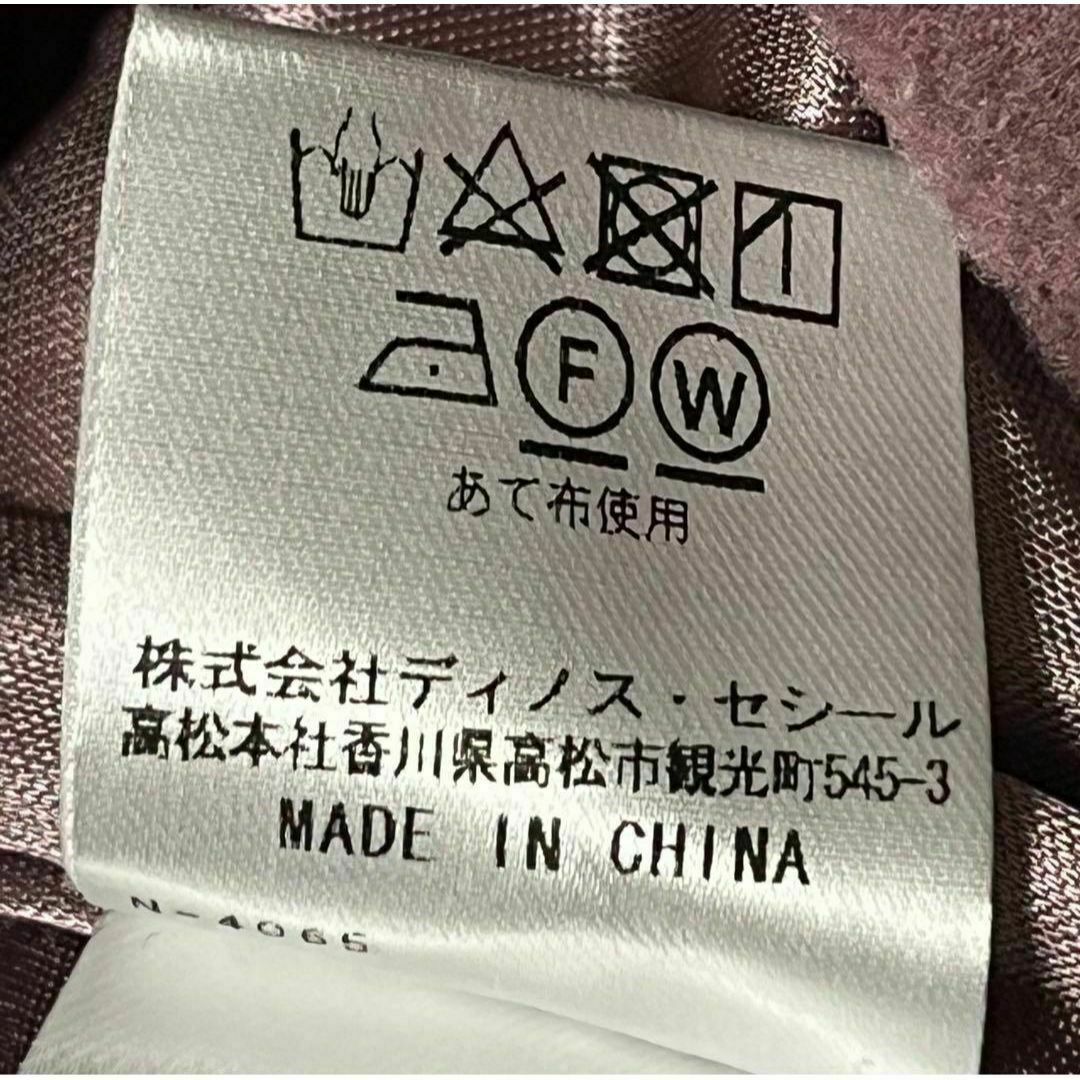 F W
あて布使用
株式会社ディノス・セシール
高松本社香川県高松市観光町545-3
MADE IN CHINA
N-4065